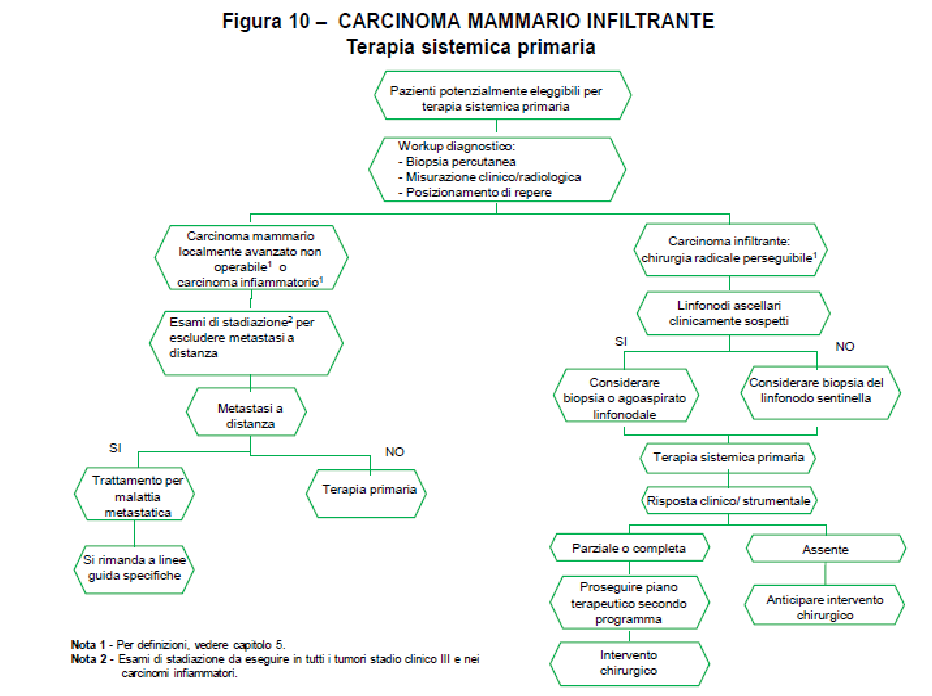 Figura 10 – CARCINOMA MAMMARIO INFILTRANTE
Terapia sistemica primaria
Pazienti potenzialmente eleggibili per
terapia sistemica primaria
Workup diagnostico:
- Biopsia percutanea
- Misurazione clinico/radiologica
- Posizionamento di repere
Carcinoma mammario
localmente avanzato non
operabile¹ o
carcinoma infiammatorio¹
Esami di stadiazione² per
escludere metastasi a
distanza
Metastasi a
distanza
SI
NO
Trattamento per
malattia
metastatica
Terapia primaria
Si rimanda a linee
guida specifiche
Carcinoma infiltrante:
chirurgia radicale perseguibile¹
Linfonodi ascellari
clinicamente sospetti
SI
NO
Considerare
biopsia o agoaspirato
linfonodale
Considerare biopsia del
linfonodo sentinella
Terapia sistemica primaria
Risposta clinico/ strumentale
Parziale o completa
Assente
Proseguire piano
terapeutico secondo
programma
Anticipare intervento
chirurgico
Intervento
chirurgico
Nota 1 - Per definizioni, vedere capitolo 5.
Nota 2 - Esami di stadiazione da eseguire in tutti i tumori stadio clinico III e nei
carcinomi infiammatori.